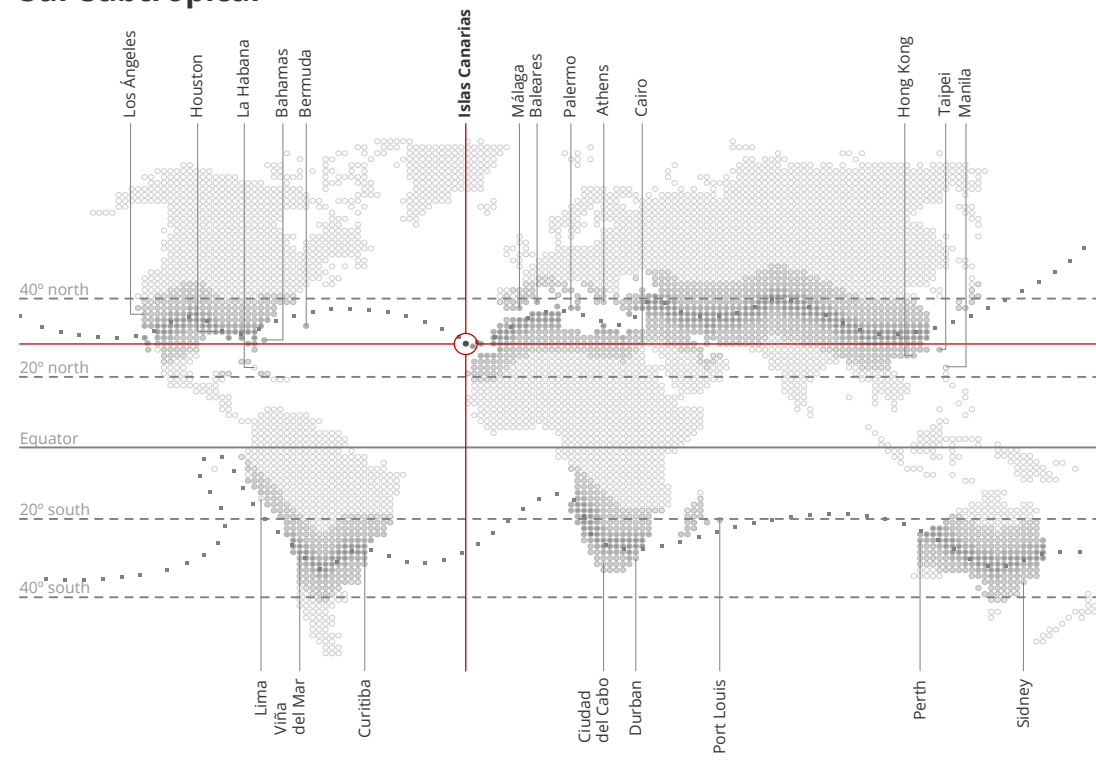 Los Ángeles
Houston
La Habana
Bahamas
Bermuda
Islas Canarias
Málaga
Baleares
Palermo
Athens
Cairo
Hong Kong
Taipei
Manila
40º north
20º north
Equator
20º south
40º south
Lima
Viña
del Mar
Curitiba
Ciudad
del Cabo
Durban
Port Louis
Perth
Sidney